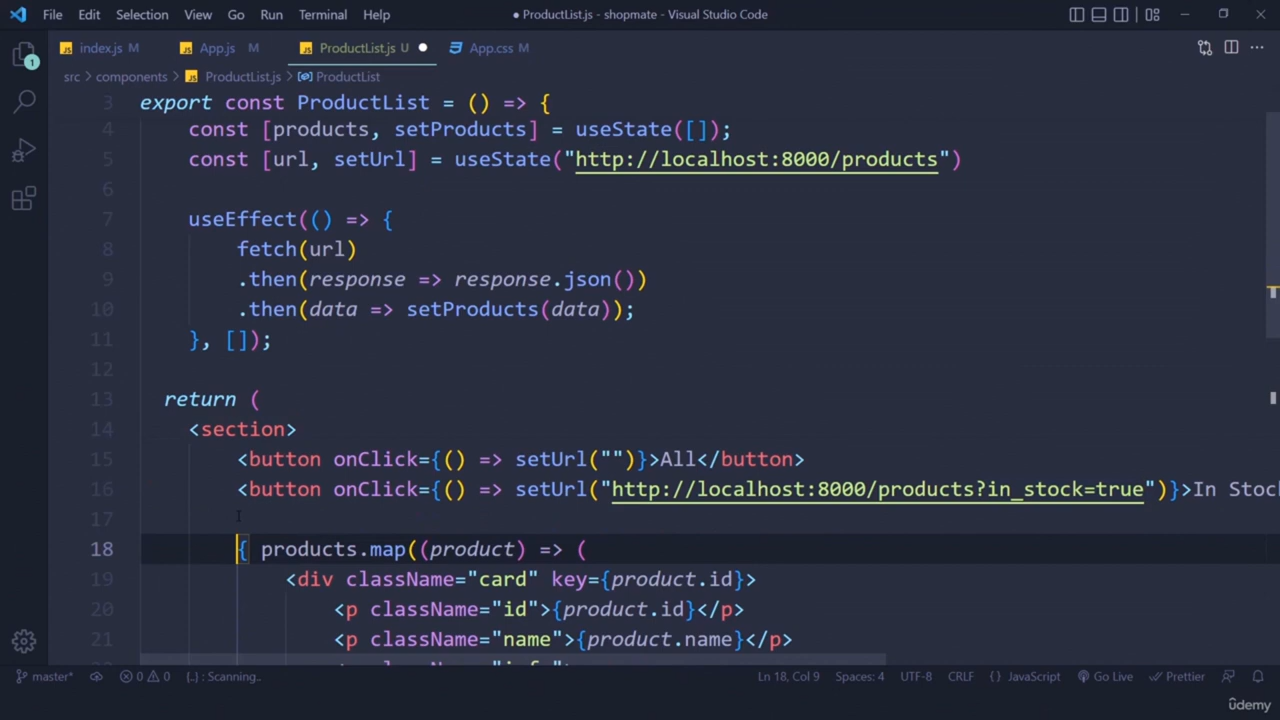 File Edit Selection View Go Run Terminal Help ● ProductList.js - shopmate - Visual Studio Code
JS index.js M JS App.js M JS ProductList.js U ● App.css M
src > components > JS ProductList.js > ProductList
1
3 export const ProductList = () => {
4 const [products, setProducts] = useState([]);
5 const [url, setUrl] = useState("http://localhost:8000/products")
6
7 useEffect(() => {
8 fetch(url)
9 .then(response => response.json())
10 .then(data => setProducts(data));
11 }, []);
12
13 return (
14 <section>
15 <button onClick={() => setUrl("")}>All</button>
16 <button onClick={() => setUrl("http://localhost:8000/products?in_stock=true")}>In Stoc
17
18 { products.map((product) => (
19 <div className="card" key={product.id}>
20 <p className="id">{product.id}</p>
21 <p className="name">{product.name}</p>
master* 0 0 {..} : Scanning.. Ln 18, Col 9 Spaces: 4 UTF-8 CRLF {} JavaScript Go Live Prettier
ûdemy